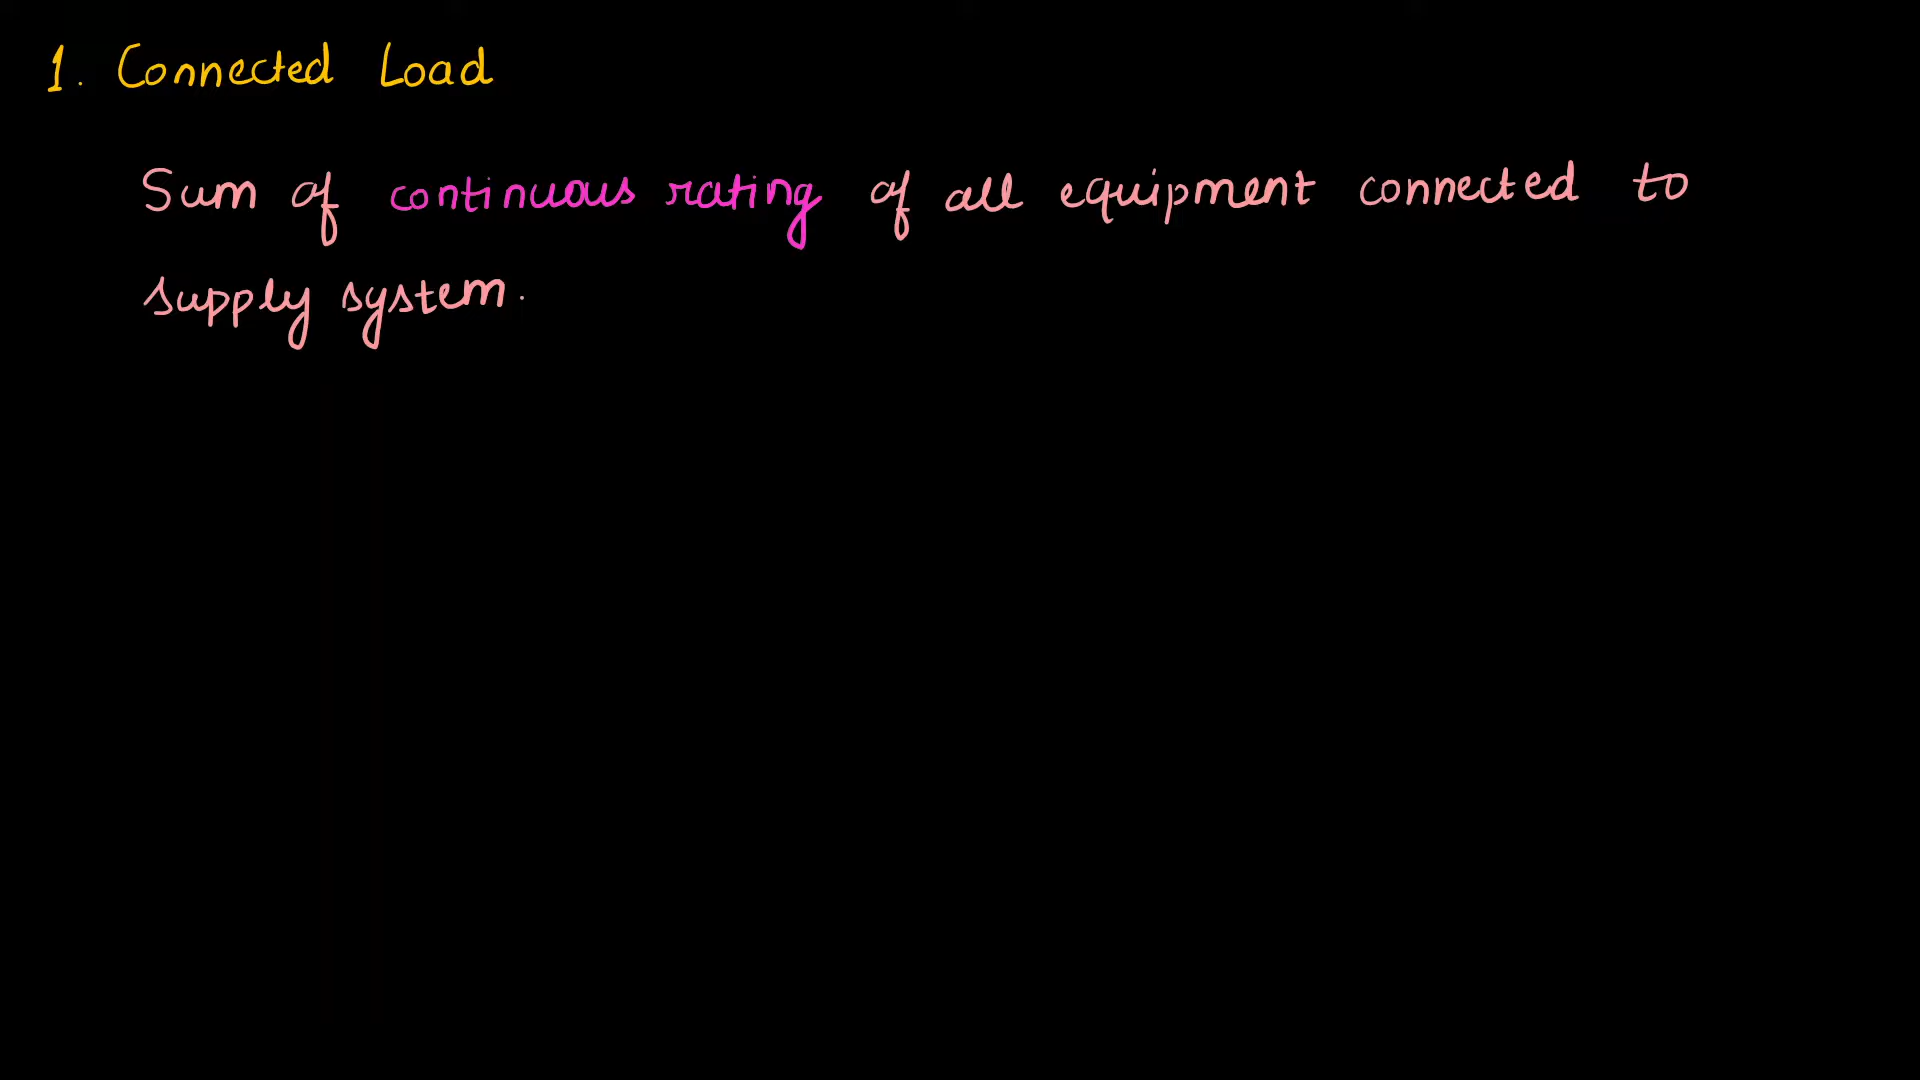 1. Connected Load
Sum of continuous rating of all equipment connected to
supply system.